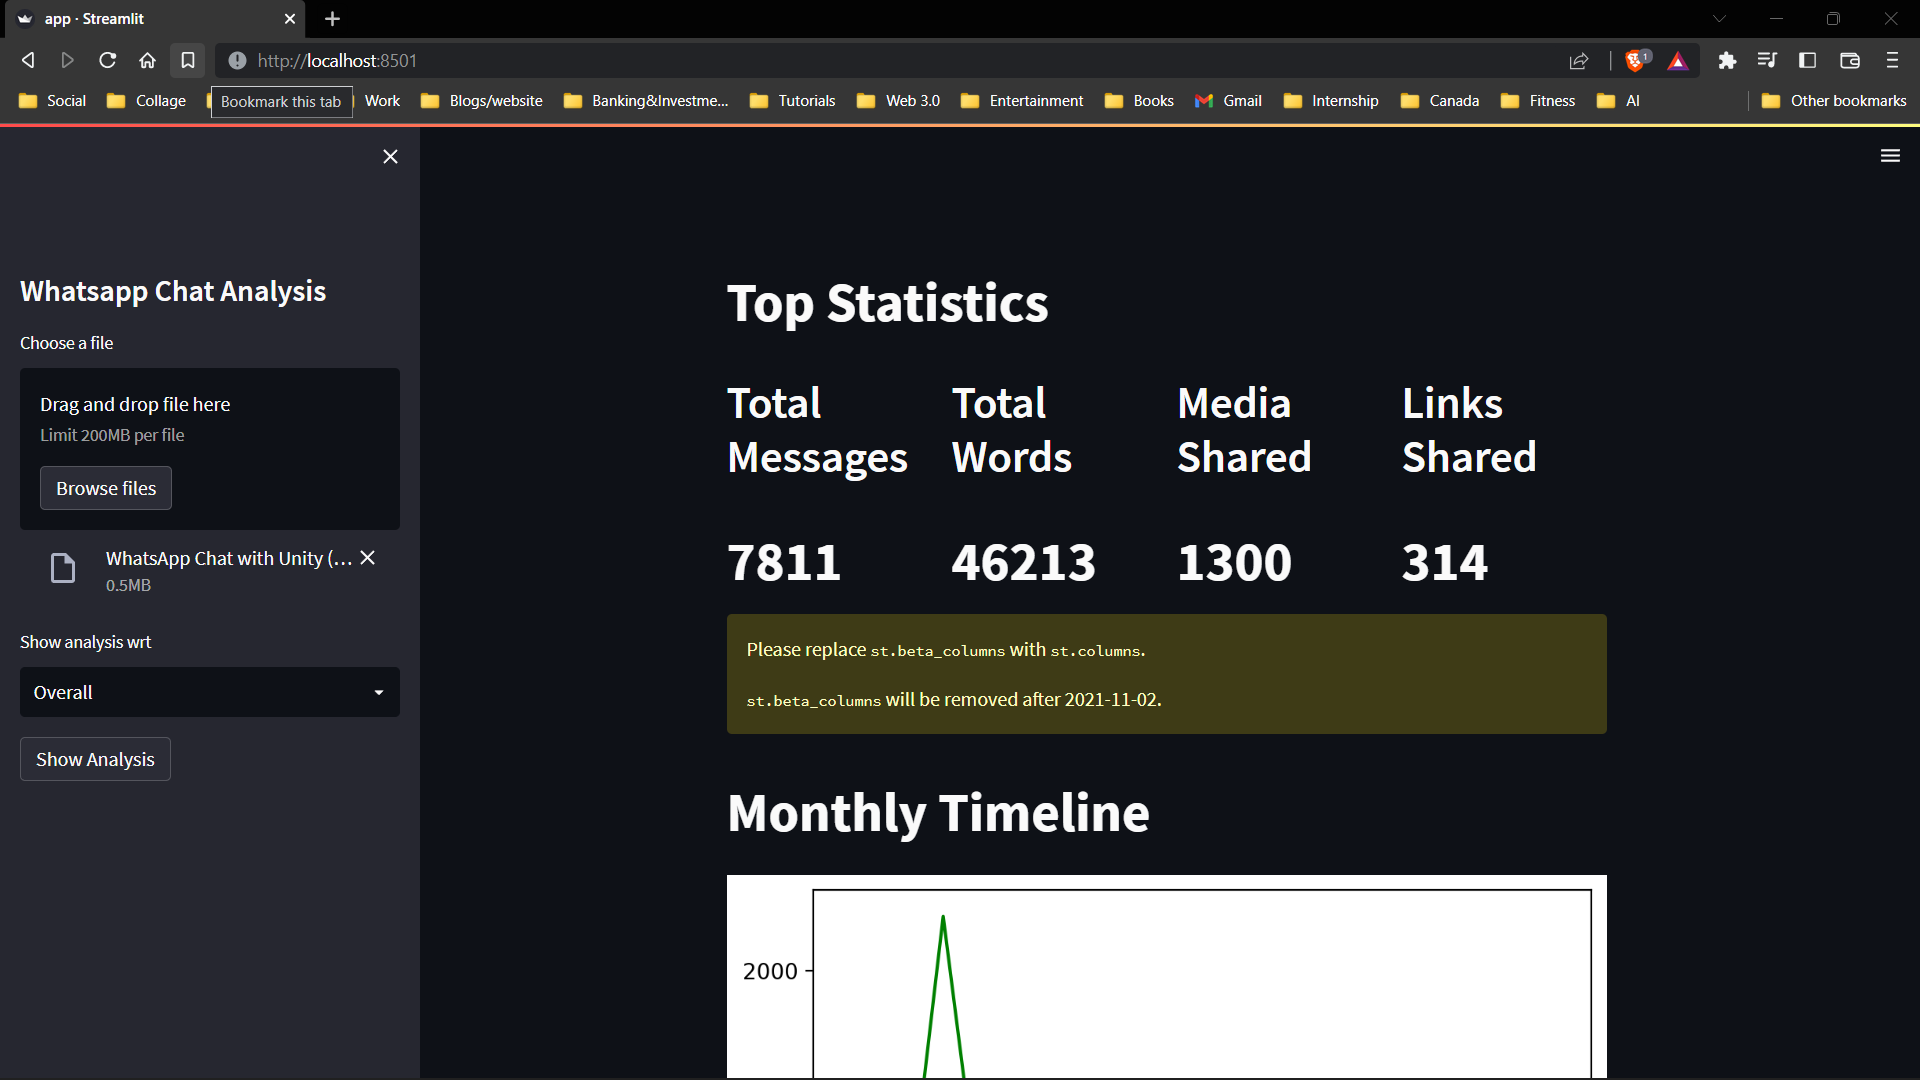 app · Streamlit
http://localhost:8501
1
Social
Collage
Bookmark this tab
Work
Blogs/website
Banking&Investme...
Tutorials
Web 3.0
Entertainment
Books
Gmail
Internship
Canada
Fitness
AI
Other bookmarks
Whatsapp Chat Analysis
Choose a file
Drag and drop file here
Limit 200MB per file
Browse files
WhatsApp Chat with Unity (...
0.5MB
Show analysis wrt
Overall
Show Analysis
Top Statistics
Total
Messages
Total
Words
Media
Shared
Links
Shared
7811
46213
1300
314
Please replace st.beta_columns with st.columns.
st.beta_columns will be removed after 2021-11-02.
Monthly Timeline
2000